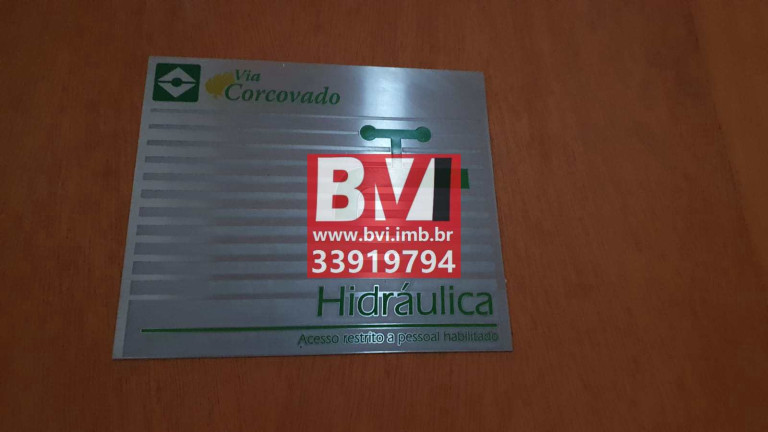 Via
Corcovado
BVI
www.bvi.imb.br
33919794
Hidráulica
Acesso restrito a pessoal habilitado